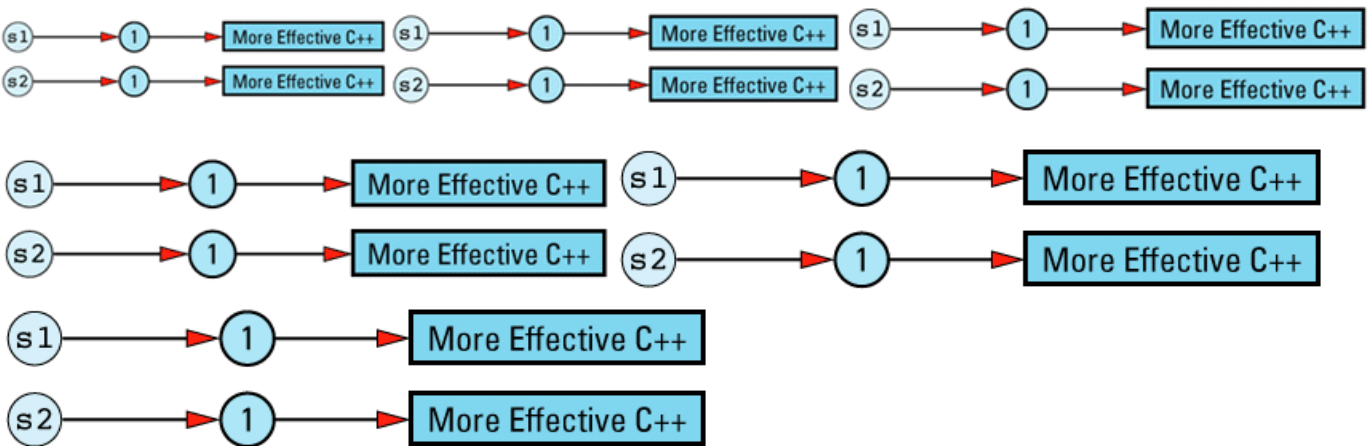 s1 1 More Effective C++ s1 1 More Effective C++ s1 1 More Effective C++
s2 1 More Effective C++ s2 1 More Effective C++ s2 1 More Effective C++
s1 1 More Effective C++ s1 1 More Effective C++
s2 1 More Effective C++ s2 1 More Effective C++
s1 1 More Effective C++
s2 1 More Effective C++